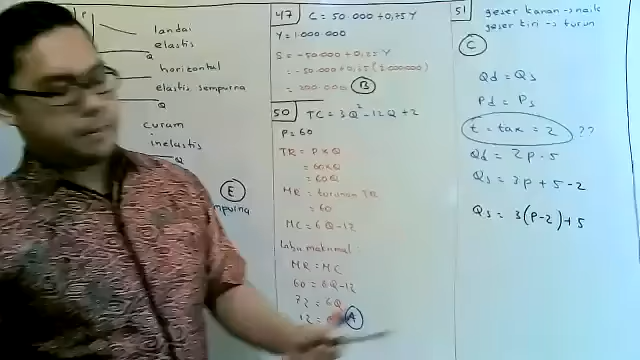 P
landai
elastis
Q
horizontal
elastis sempurna
Q
curam
inelastis
Q
E
mpurna
47 C = 50.000 + 0,75 Y
Y = 1.000.000
S = -50.000 + 0,25 Y
= -50.000 + 0,25 (1.000.000)
= 200.000 B
50 TC = 3Q² - 12Q + 2
P = 60
TR = P x Q
= 60 x Q
= 60Q
MR = turunan TR
= 60
MC = 6Q - 12
Laba maksimal:
MR = MC
60 = 6Q - 12
72 = 6Q
12 = A
51 geser kanan → naik
geser kiri → turun
C
Qd = Qs
Pd = Ps
t = tax = 2 ??
Qd = 2P - 5
Qs = 3P + 5 - 2
Qs = 3(P-2) + 5